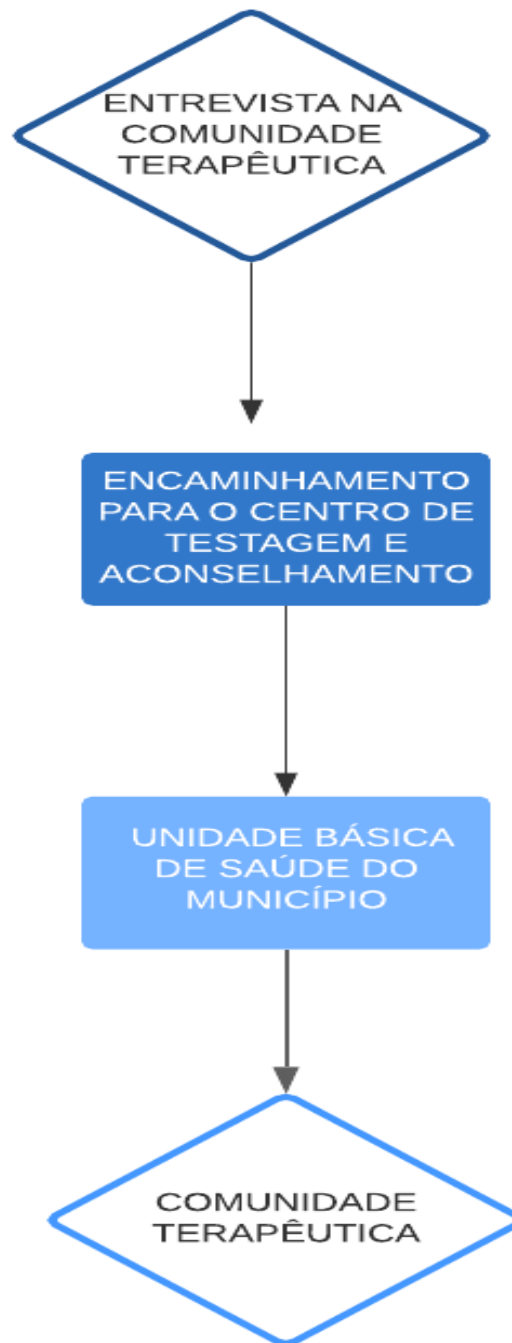 ENTREVISTA NA
COMUNIDADE
TERAPÊUTICA
ENCAMINHAMENTO
PARA O CENTRO DE
TESTAGEM E
ACONSELHAMENTO
UNIDADE BÁSICA
DE SAÚDE DO
MUNICÍPIO
COMUNIDADE
TERAPÊUTICA